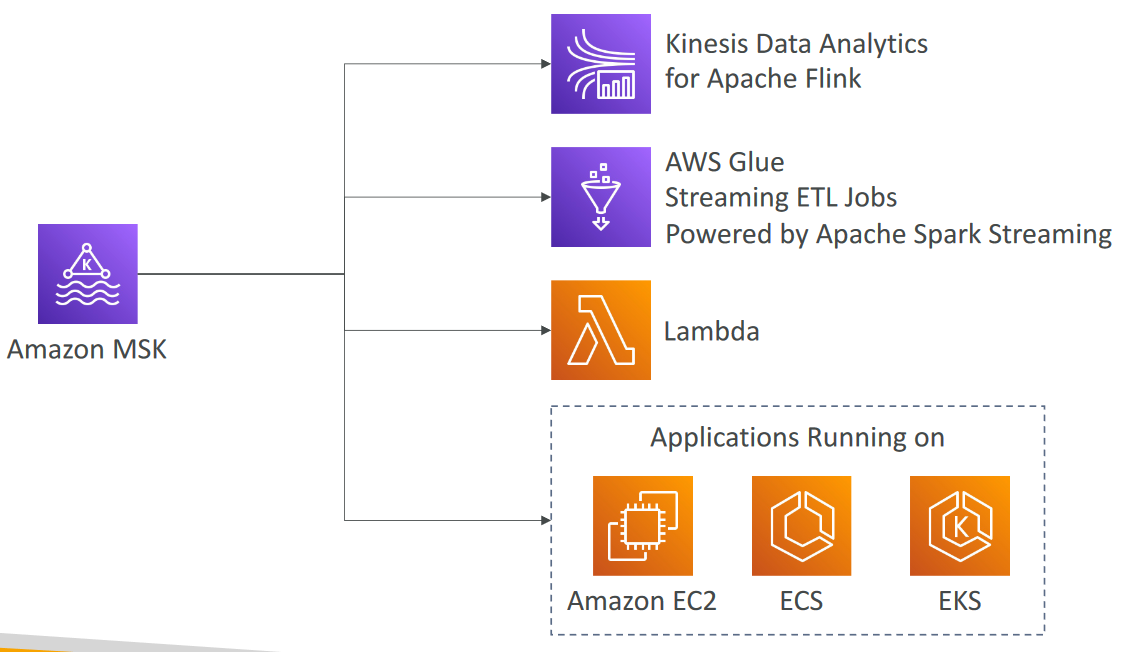 Kinesis Data Analytics
for Apache Flink
AWS Glue
Streaming ETL Jobs
Powered by Apache Spark Streaming
K
Amazon MSK
Lambda
Applications Running on
K
Amazon EC2
ECS
EKS